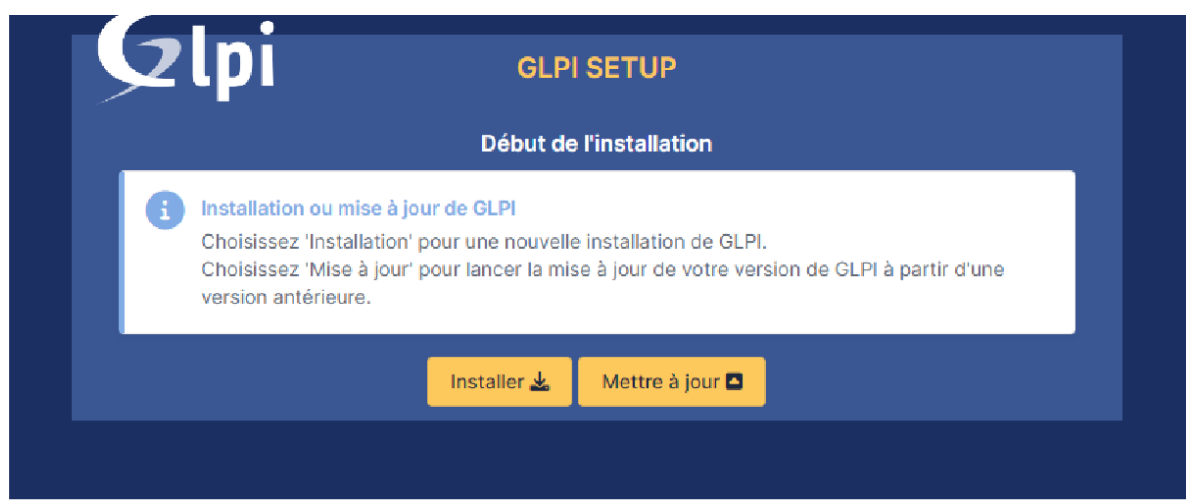 Glpi
GLPI SETUP
Début de l'installation
Installation ou mise à jour de GLPI
Choisissez 'Installation' pour une nouvelle installation de GLPI.
Choisissez 'Mise à jour' pour lancer la mise à jour de votre version de GLPI à partir d'une
version antérieure.
Installer
Mettre à jour